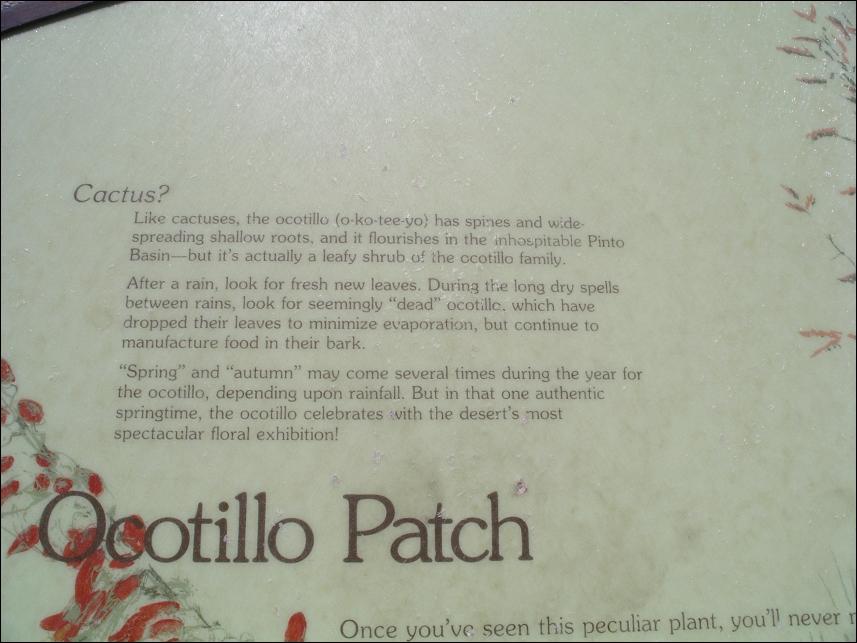 Cactus?
Like cactuses, the ocotillo (o-ko-tee-yo) has spines and wide-
spreading shallow roots, and it flourishes in the inhospitable Pinto
Basin—but it's actually a leafy shrub of the ocotillo family.
After a rain, look for fresh new leaves. During the long dry spells
between rains, look for seemingly “dead” ocotillo, which have
dropped their leaves to minimize evaporation, but continue to
manufacture food in their bark.
“Spring” and “autumn” may come several times during the year for
the ocotillo, depending upon rainfall. But in that one authentic
springtime, the ocotillo celebrates with the desert's most
spectacular floral exhibition!
Ocotillo Patch
Once you've seen this peculiar plant, you'll never